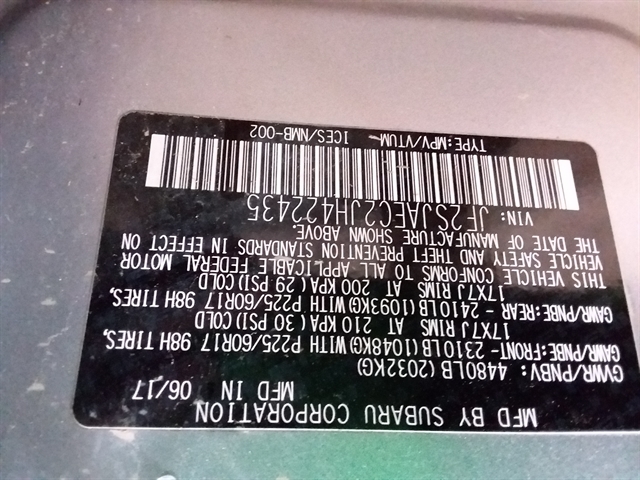 MFD BY SUBARU CORPORATION
MFD IN 06/17
GVWR/PNBV: 4480LB(2032KG)
GAWR/PNBE:FRONT- 2310LB(1048KG)WITH P225/60R17 98H TIRES,
17X7J RIMS AT 210 KPA(30 PSI)COLD
GAWR/PNBE:REAR - 2410LB(1093KG)WITH P225/60R17 98H TIRES,
17X7J RIMS AT 200 KPA(29 PSI)COLD
THIS VEHICLE CONFORMS TO ALL APPLICABLE FEDERAL MOTOR
VEHICLE SAFETY AND THEFT PREVENTION STANDARDS IN EFFECT ON
THE DATE OF MANUFACTURE SHOWN ABOVE.
VIN: JF2SJAEC2JH422435
TYPE:MPV/VTUM ICES/NMB-002